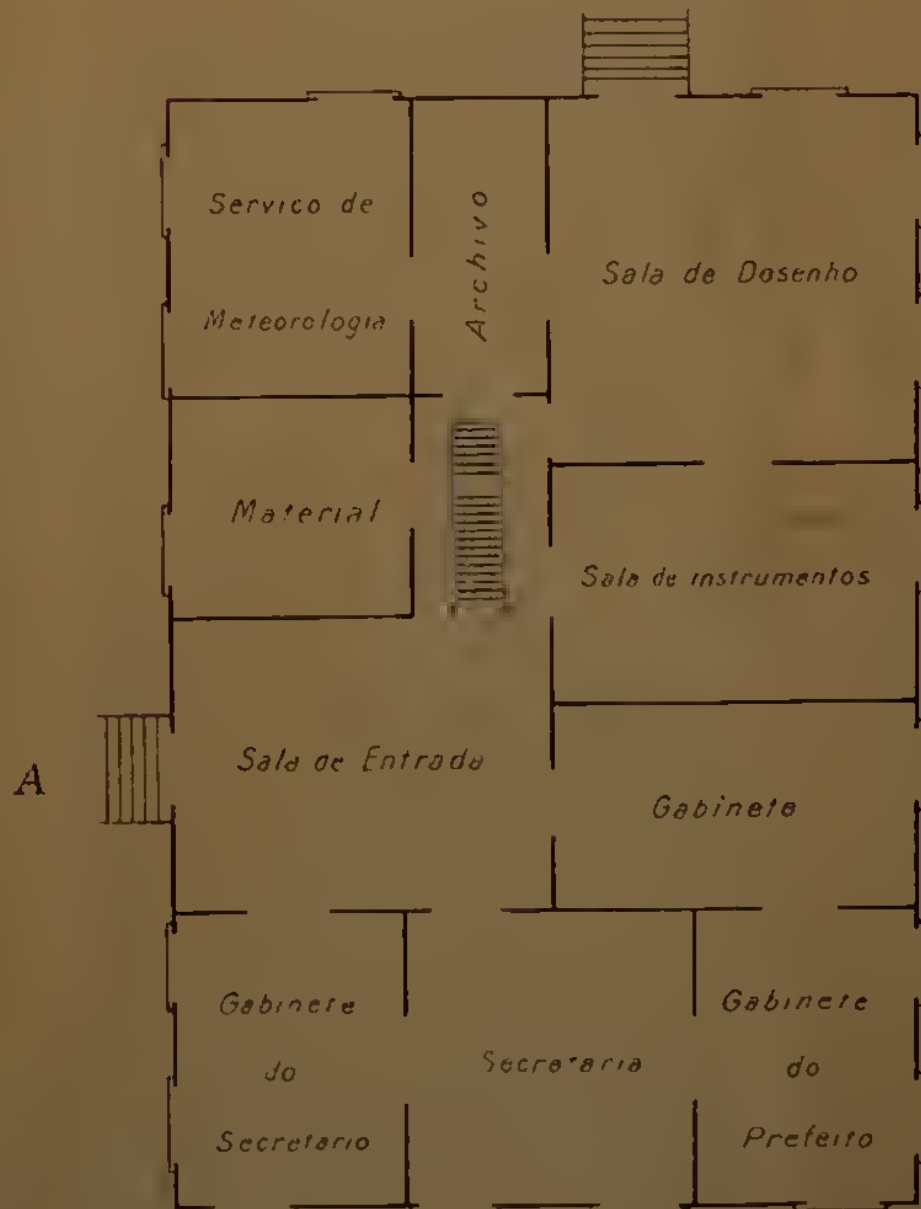 Servico de
Meteorologia
Archivo
Sala de Dosenho
Material
Sala de instrumentos
A
Sala de Entrada
Gabinete
Gabinete
do
Secretario
Secretaria
Gabinete
do
Prefeito